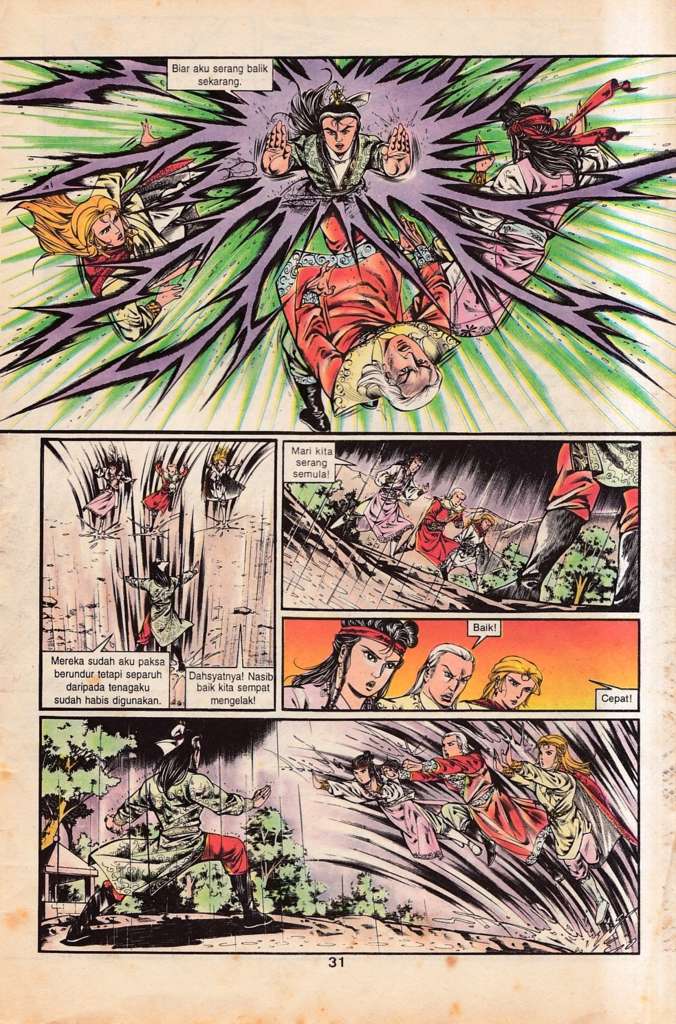 Biar aku serang balik
sekarang.
Mereka sudah aku paksa
berundur tetapi separuh
daripada tenagaku
sudah habis digunakan.
Dahsyatnya! Nasib
baik kita sempat
mengelak!
Mari kita
serang
semula!
Baik!
Cepat!
31